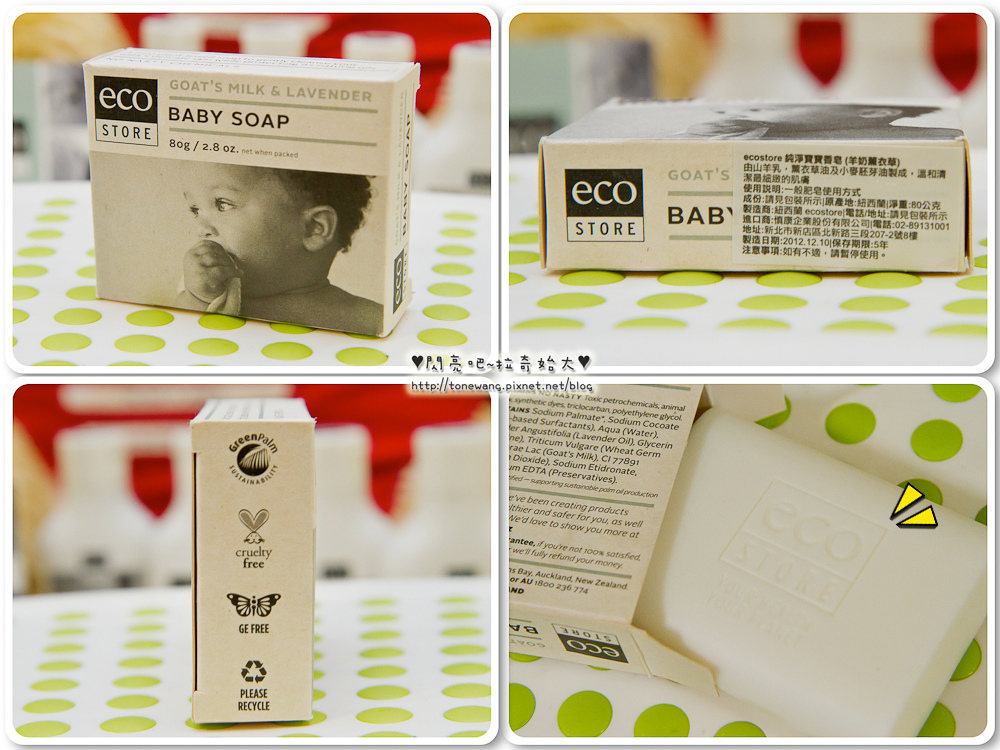 eco
STORE
GOAT'S MILK & LAVENDER
BABY SOAP
80g / 2.8 oz. net when packed
BABY SOAP
eco
eco
STORE
GOAT'S
BABY
ecostore 純淨寶寶香皂 (羊奶薰衣草)
由山羊乳，薰衣草油及小麥胚芽油製成，溫和清
潔最細緻的肌膚
使用説明:一般肥皂使用方式
成份:請見包裝所示|原產地:紐西蘭|淨重:80公克
製造商:紐西蘭 ecostore|電話/地址:請見包裝所示
進口商:慎康企業股份有限公司|電話:02-89131001
地址:新北市新店區北新路三段207-2號8樓
製造日期:2012.12.10|保存期限:5年
注意事項:如有不適，請暫停使用。
♥閃亮吧~拉奇始大♥
http://tonewang.pixnet.net/blog
GreenPalm
SUSTAINABILITY
cruelty
free
GE FREE
PLEASE
RECYCLE
NO NASTY Toxic petrochemicals, animal
synthetic dyes, triclocarban, polyethylene glycol.
Sodium Palmate*, Sodium Cocoate
-based Surfactants), Aqua (Water),
Angustifolia (Lavender Oil), Glycerin
Triticum Vulgare (Wheat Germ
Lac (Goat's Milk), CI 77891
Dioxide), Sodium Etidronate,
EDTA (Preservatives).
supporting sustainable palm oil production
we've been creating products
healthier and safer for you, as well
We'd love to show you more at
if you're not 100% satisfied,
we'll fully refund your money.
Bay, Auckland, New Zealand.
or AU 1800 236 774
eco
STORE
GOAT'S
BA
eco
STORE